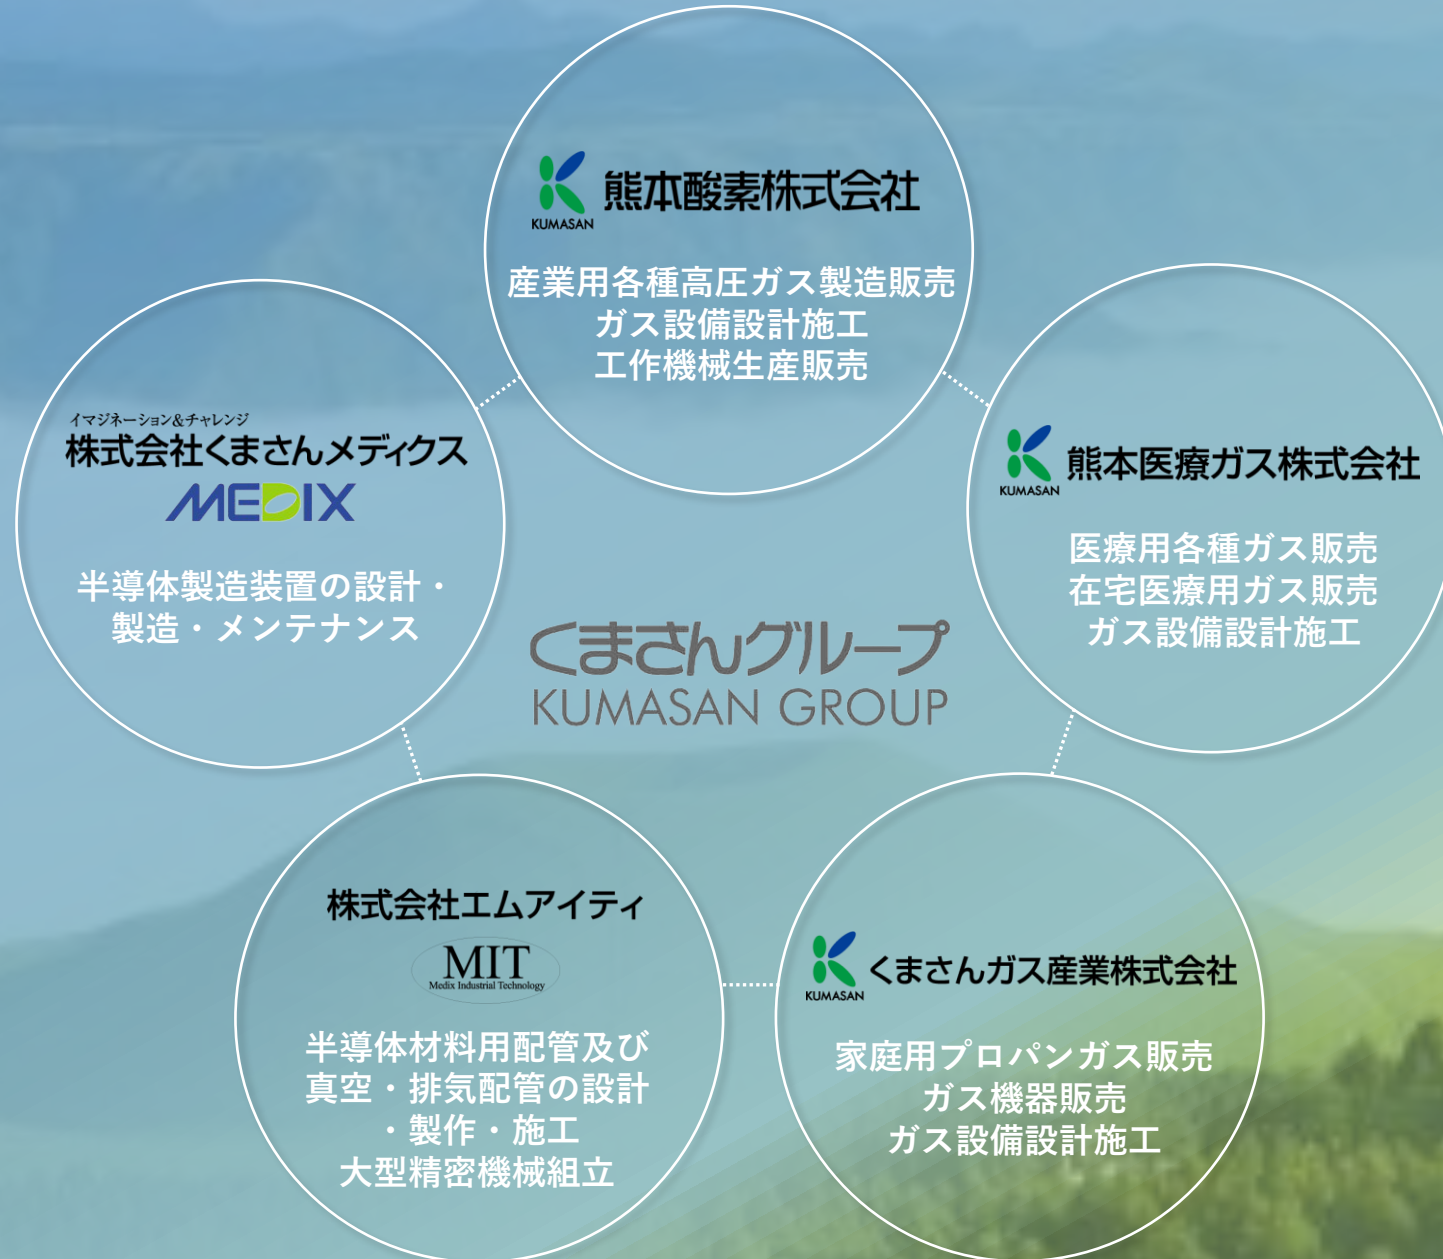 KUMASAN
熊本酸素株式会社
産業用各種高圧ガス製造販売
ガス設備設計施工
工作機械生産販売
イマジネーション&チャレンジ
株式会社くまさんメディクス
MEDIX
半導体製造装置の設計・
製造・メンテナンス
KUMASAN
熊本医療ガス株式会社
医療用各種ガス販売
在宅医療用ガス販売
ガス設備設計施工
くまさんグループ
KUMASAN GROUP
株式会社エムアイティ
MIT
Medix Industrial Technology
半導体材料用配管及び
真空・排気配管の設計
・製作・施工
大型精密機械組立
KUMASAN
くまさんガス産業株式会社
家庭用プロパンガス販売
ガス機器販売
ガス設備設計施工